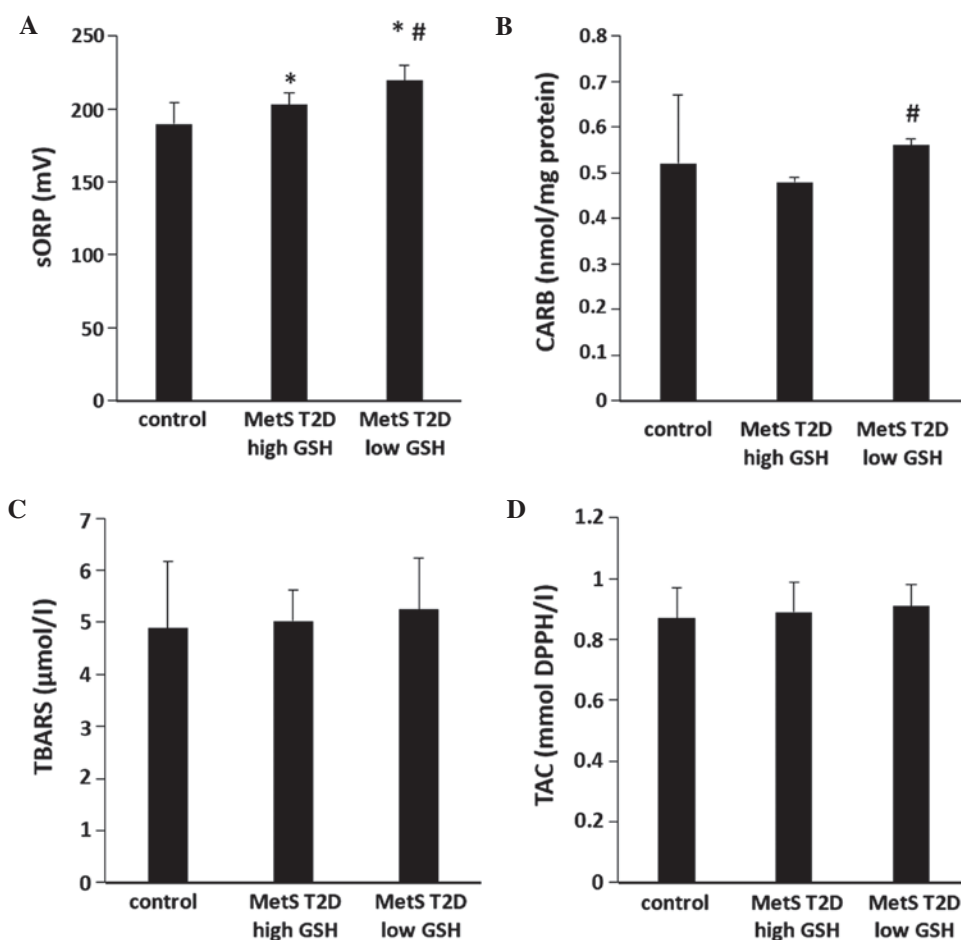 A
sORP (mV)
250
200
150
100
50
0
*
* #
control
MetS T2D
high GSH
MetS T2D
low GSH
B
CARB (nmol/mg protein)
0.8
0.7
0.6
0.5
0.4
0.3
0.2
0.1
0
#
control
MetS T2D
high GSH
MetS T2D
low GSH
C
TBARS (μmol/l)
7
6
5
4
3
2
1
0
control
MetS T2D
high GSH
MetS T2D
low GSH
D
TAC (mmol DPPH/l)
1.2
1
0.8
0.6
0.4
0.2
0
control
MetS T2D
high GSH
MetS T2D
low GSH